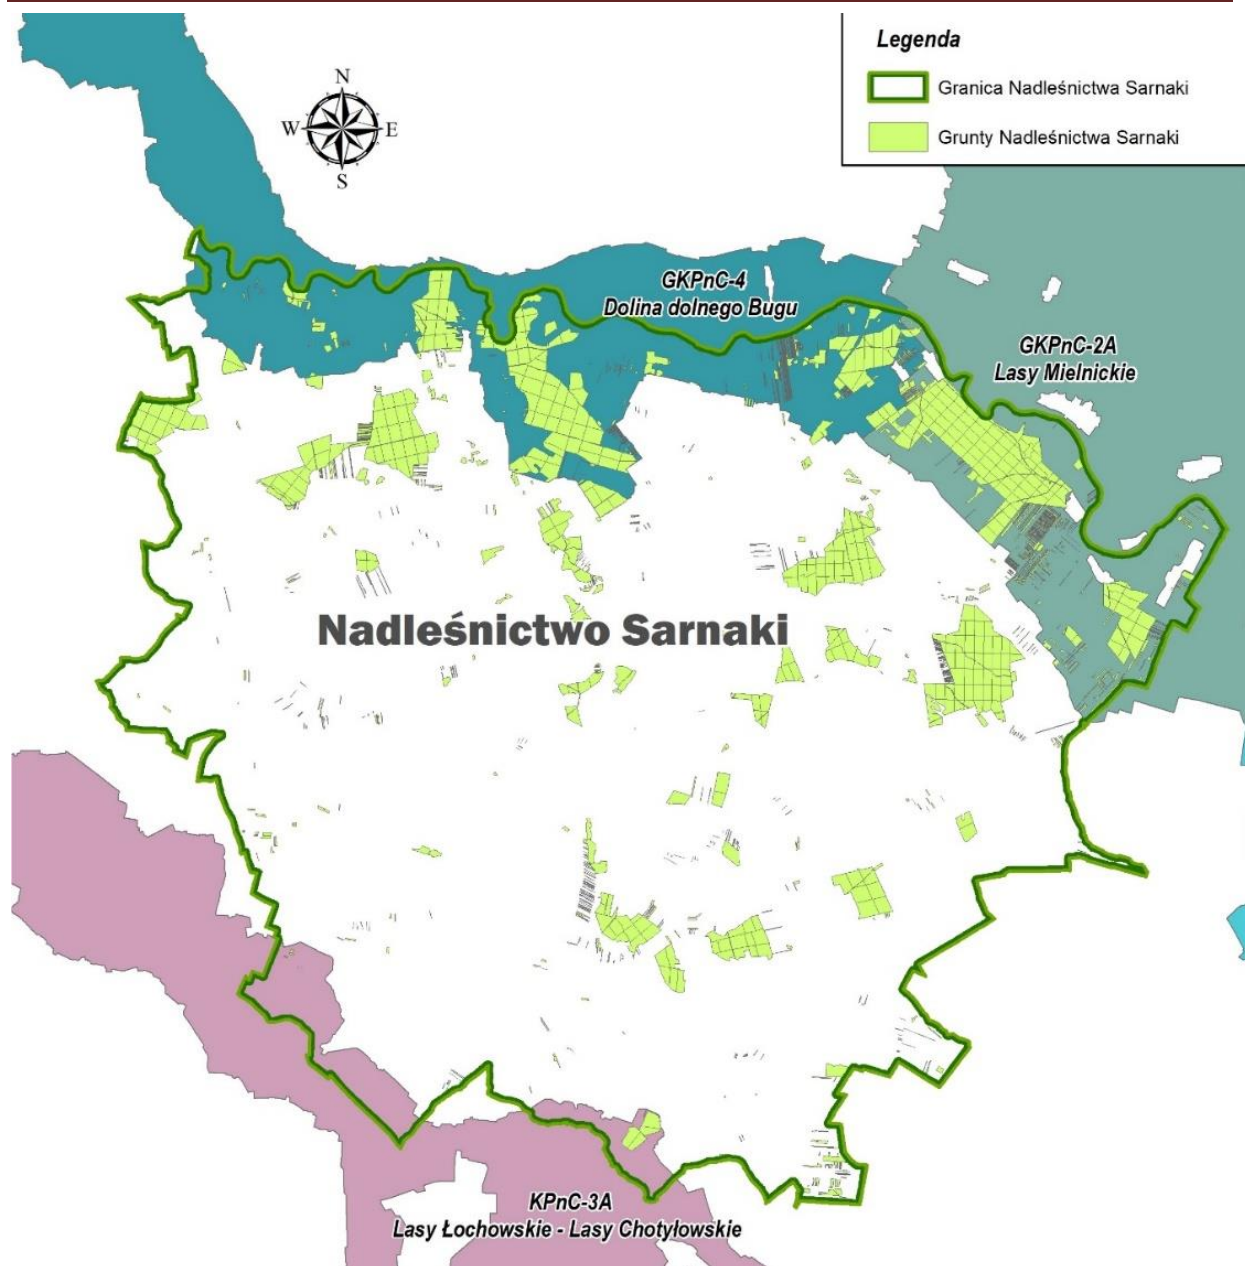 Legenda
Granica Nadleśnictwa Sarnaki
Grunty Nadleśnictwa Sarnaki
N
W
E
S
GKPnC-4
Dolina dolnego Bugu
GKPnC-2A
Lasy Mielnickie
Nadleśnictwo Sarnaki
KPnC-3A
Lasy Łochowskie - Lasy Chotyłowskie